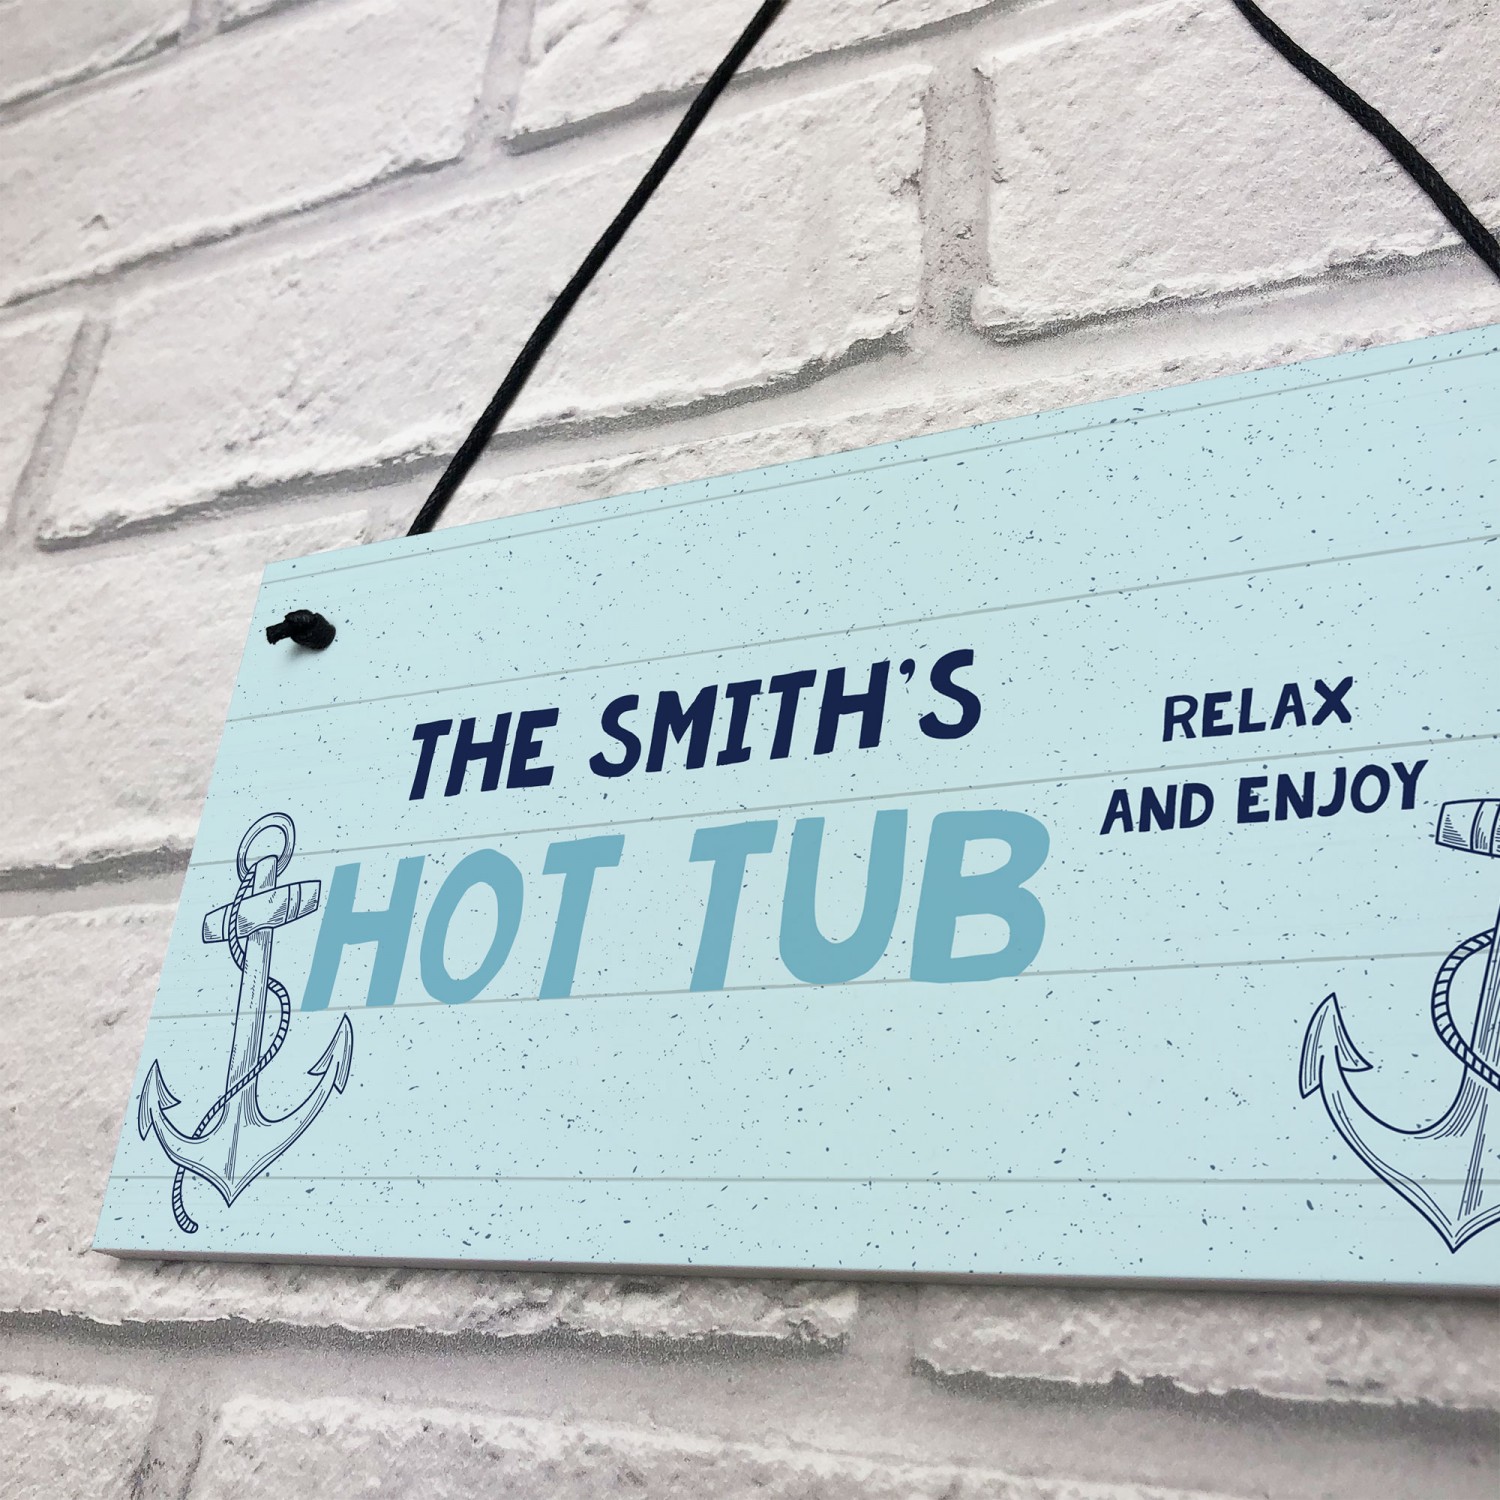 THE SMITH'S
HOT TUB
RELAX
AND ENJOY